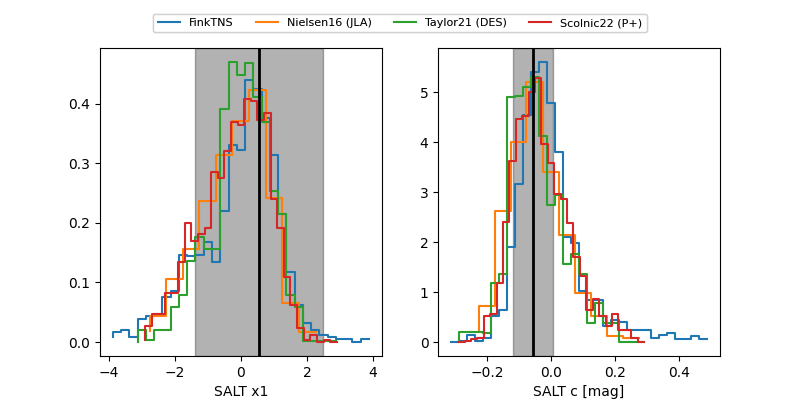 FinkTNS Nielsen16 (JLA) Taylor21 (DES) Scolnic22 (P+)
0.4
0.3
0.2
0.1
0.0
−4 −2 0 2 4
SALT x1
5
4
3
2
1
0
−0.2 0.0 0.2 0.4
SALT c [mag]